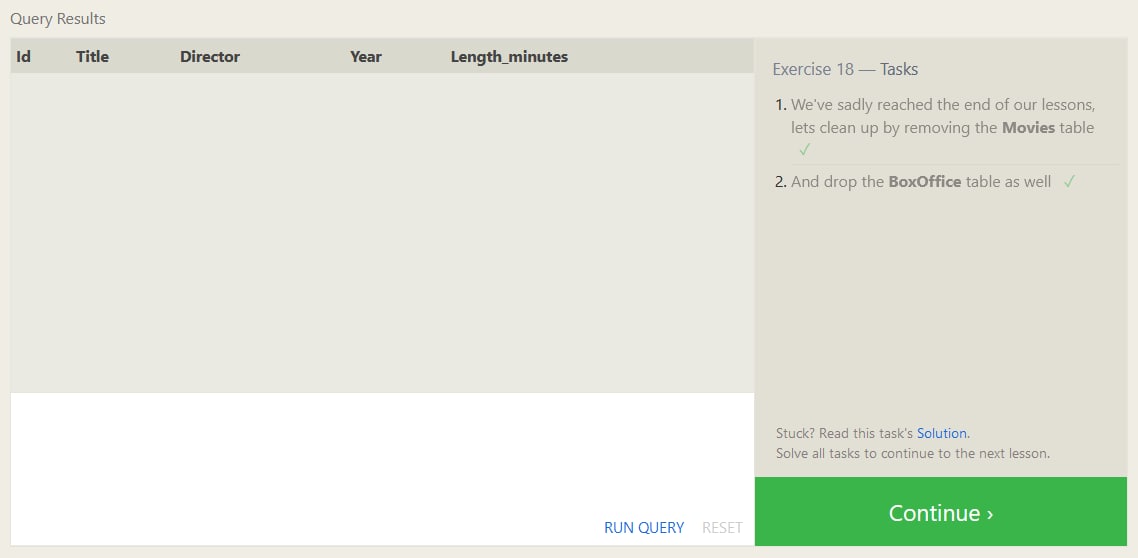 Query Results
Id Title Director Year Length_minutes
Exercise 18 — Tasks
1. We've sadly reached the end of our lessons,
lets clean up by removing the Movies table
✓
2. And drop the BoxOffice table as well ✓
Stuck? Read this task's Solution.
Solve all tasks to continue to the next lesson.
RUN QUERY RESET
Continue ›